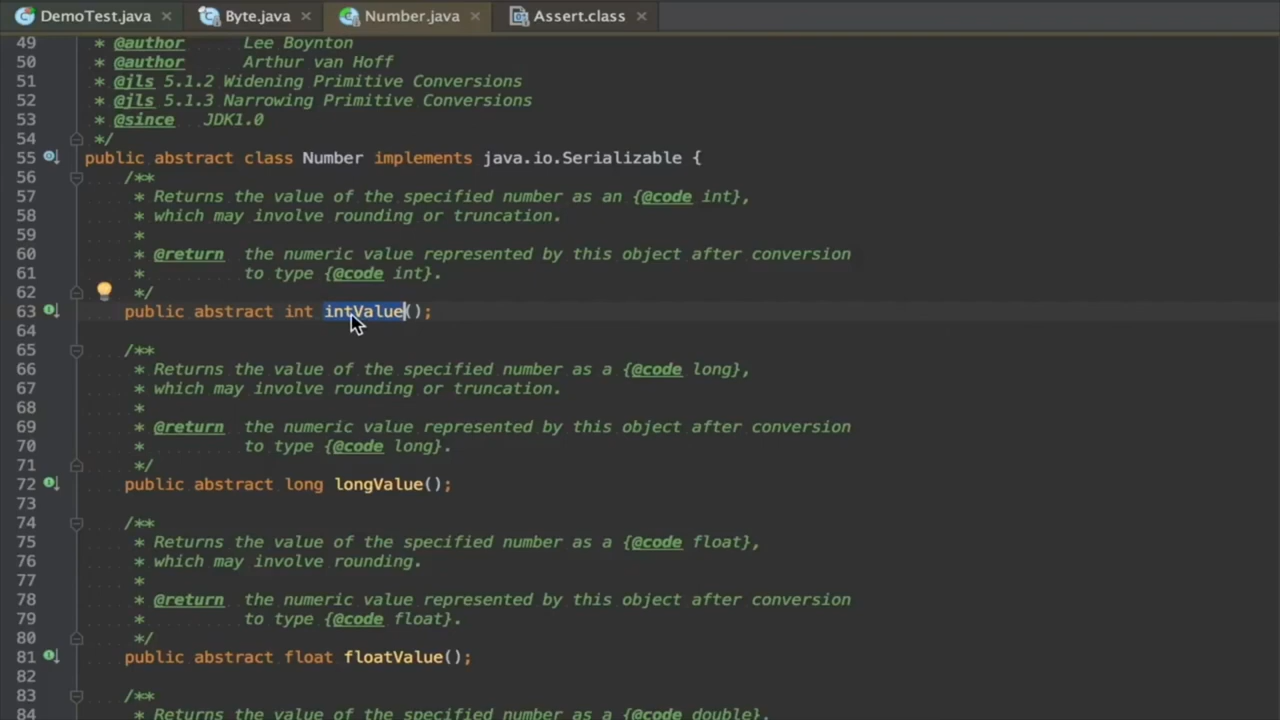 DemoTest.java Byte.java Number.java Assert.class
49 * @author Lee Boynton
50 * @author Arthur van Hoff
51 * @jls 5.1.2 Widening Primitive Conversions
52 * @jls 5.1.3 Narrowing Primitive Conversions
53 * @since JDK1.0
54 */
55 public abstract class Number implements java.io.Serializable {
56 /**
57 * Returns the value of the specified number as an {@code int},
58 * which may involve rounding or truncation.
59 *
60 * @return the numeric value represented by this object after conversion
61 * to type {@code int}.
62 */
63 public abstract int intValue();
64
65 /**
66 * Returns the value of the specified number as a {@code long},
67 * which may involve rounding or truncation.
68 *
69 * @return the numeric value represented by this object after conversion
70 * to type {@code long}.
71 */
72 public abstract long longValue();
73
74 /**
75 * Returns the value of the specified number as a {@code float},
76 * which may involve rounding.
77 *
78 * @return the numeric value represented by this object after conversion
79 * to type {@code float}.
80 */
81 public abstract float floatValue();
82
83 /**
84 * Returns the value of the specified number as a {@code double},